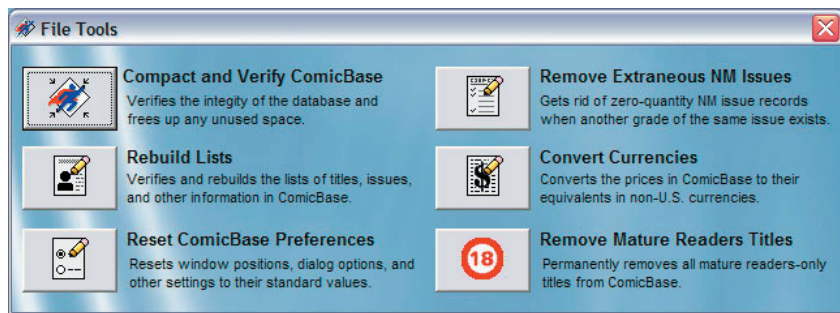 File Tools
Compact and Verify ComicBase
Verifies the integity of the database and
frees up any unused space.
Rebuild Lists
Verifies and rebuilds the lists of titles, issues,
and other information in ComicBase.
Reset ComicBase Preferences
Resets window positions, dialog options, and
other settings to their standard values.
Remove Extraneous NM Issues
Gets rid of zero-quantity NM issue records
when another grade of the same issue exists.
Convert Currencies
Converts the prices in ComicBase to their
equivalents in non-U.S. currencies.
18
Remove Mature Readers Titles
Permanently removes all mature readers-only
titles from ComicBase.